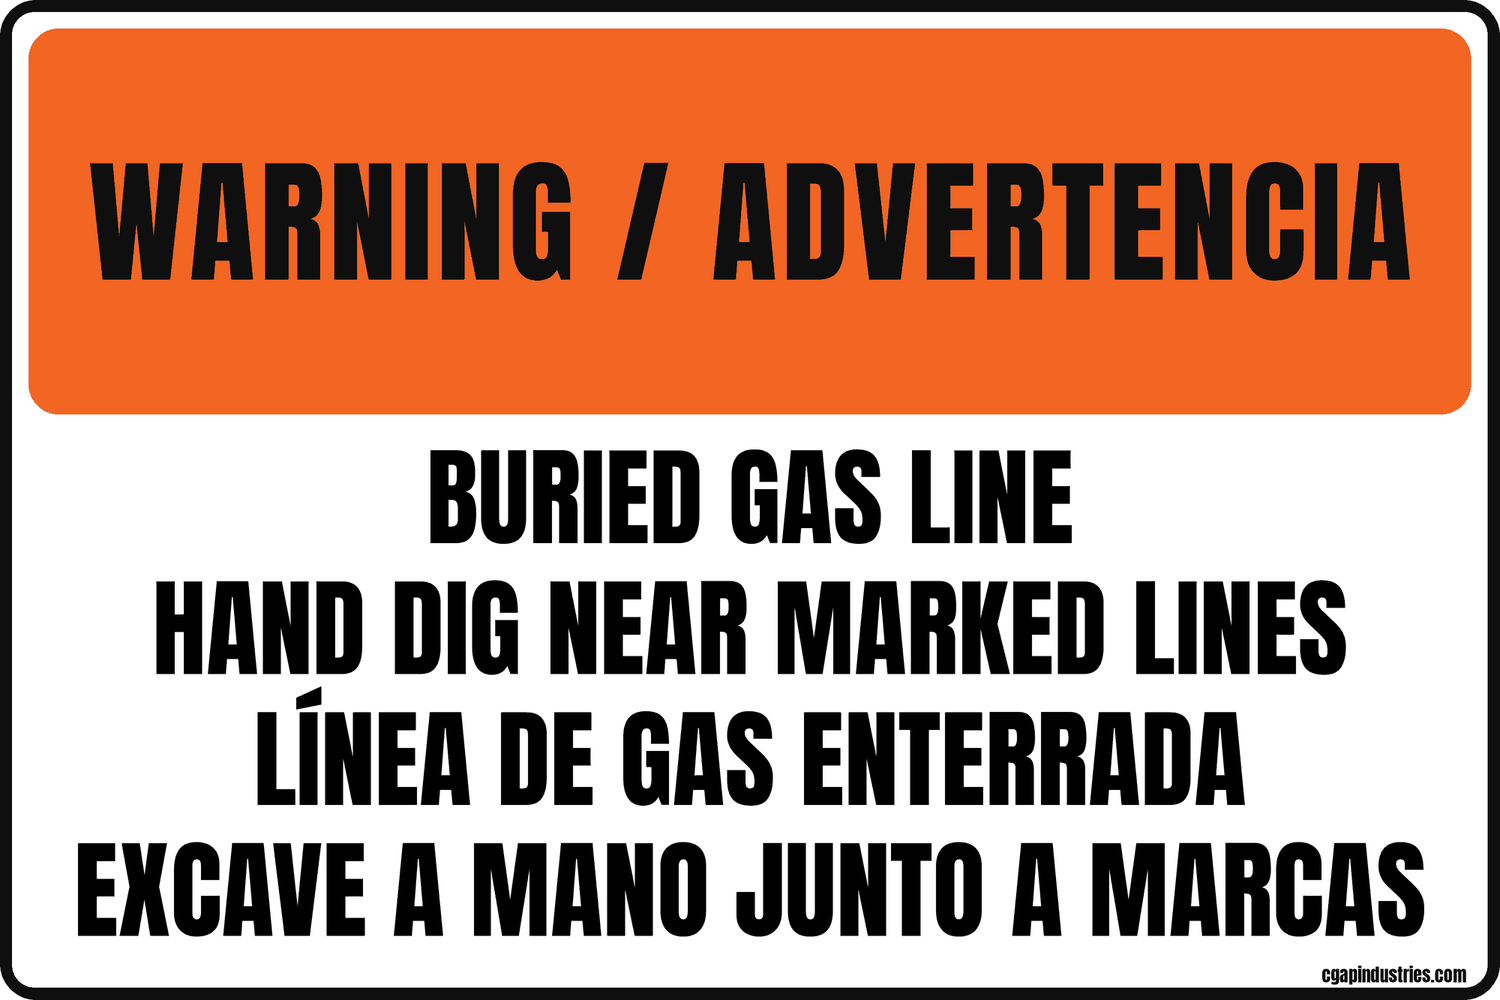 WARNING / ADVERTENCIA
BURIED GAS LINE
HAND DIG NEAR MARKED LINES
LÍNEA DE GAS ENTERRADA
EXCAVE A MANO JUNTO A MARCAS
cgapindustries.com